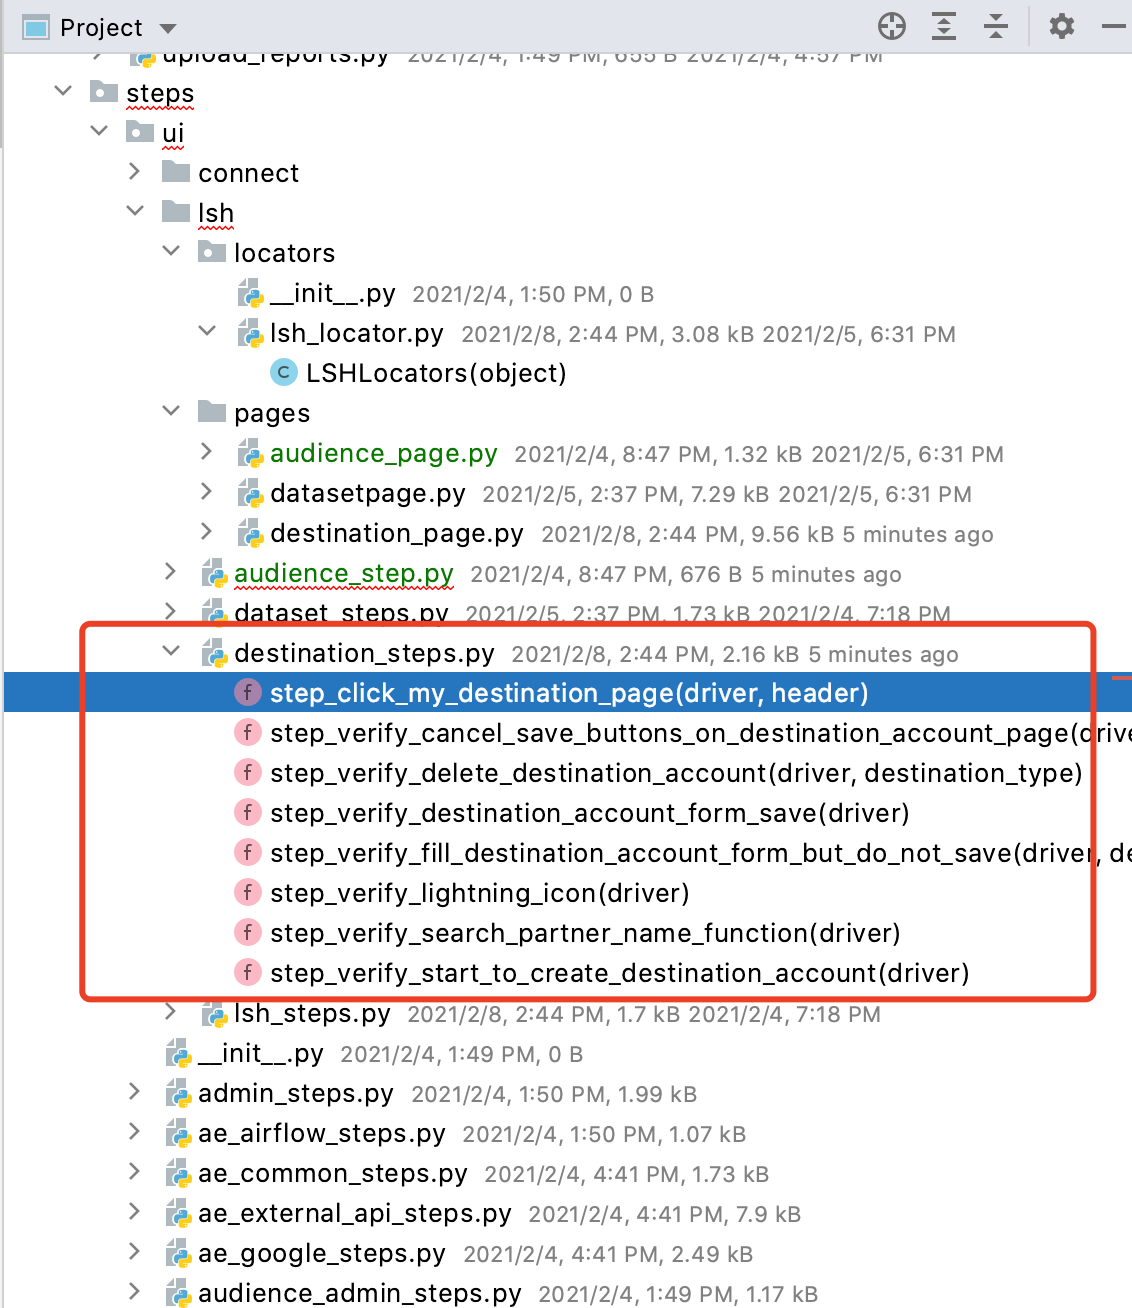 Project
upload_reports.py 2021/2/4, 1:49 PM, 655 B 2021/2/4, 4:57 PM
steps
ui
connect
lsh
locators
__init__.py 2021/2/4, 1:50 PM, 0 B
lsh_locator.py 2021/2/8, 2:44 PM, 3.08 kB 2021/2/5, 6:31 PM
C LSHLocators(object)
pages
audience_page.py 2021/2/4, 8:47 PM, 1.32 kB 2021/2/5, 6:31 PM
datasetpage.py 2021/2/5, 2:37 PM, 7.29 kB 2021/2/5, 6:31 PM
destination_page.py 2021/2/8, 2:44 PM, 9.56 kB 5 minutes ago
audience_step.py 2021/2/4, 8:47 PM, 676 B 5 minutes ago
dataset_steps.py 2021/2/5, 2:37 PM, 1.73 kB 2021/2/4, 7:18 PM
destination_steps.py 2021/2/8, 2:44 PM, 2.16 kB 5 minutes ago
f step_click_my_destination_page(driver, header)
f step_verify_cancel_save_buttons_on_destination_account_page(drive
f step_verify_delete_destination_account(driver, destination_type)
f step_verify_destination_account_form_save(driver)
f step_verify_fill_destination_account_form_but_do_not_save(driver, de
f step_verify_lightning_icon(driver)
f step_verify_search_partner_name_function(driver)
f step_verify_start_to_create_destination_account(driver)
lsh_steps.py 2021/2/8, 2:44 PM, 1.7 kB 2021/2/4, 7:18 PM
__init__.py 2021/2/4, 1:49 PM, 0 B
admin_steps.py 2021/2/4, 1:50 PM, 1.99 kB
ae_airflow_steps.py 2021/2/4, 1:50 PM, 1.07 kB
ae_common_steps.py 2021/2/4, 4:41 PM, 1.73 kB
ae_external_api_steps.py 2021/2/4, 4:41 PM, 7.9 kB
ae_google_steps.py 2021/2/4, 4:41 PM, 2.49 kB
audience_admin_steps.py 2021/2/4, 1:49 PM, 1.17 kB